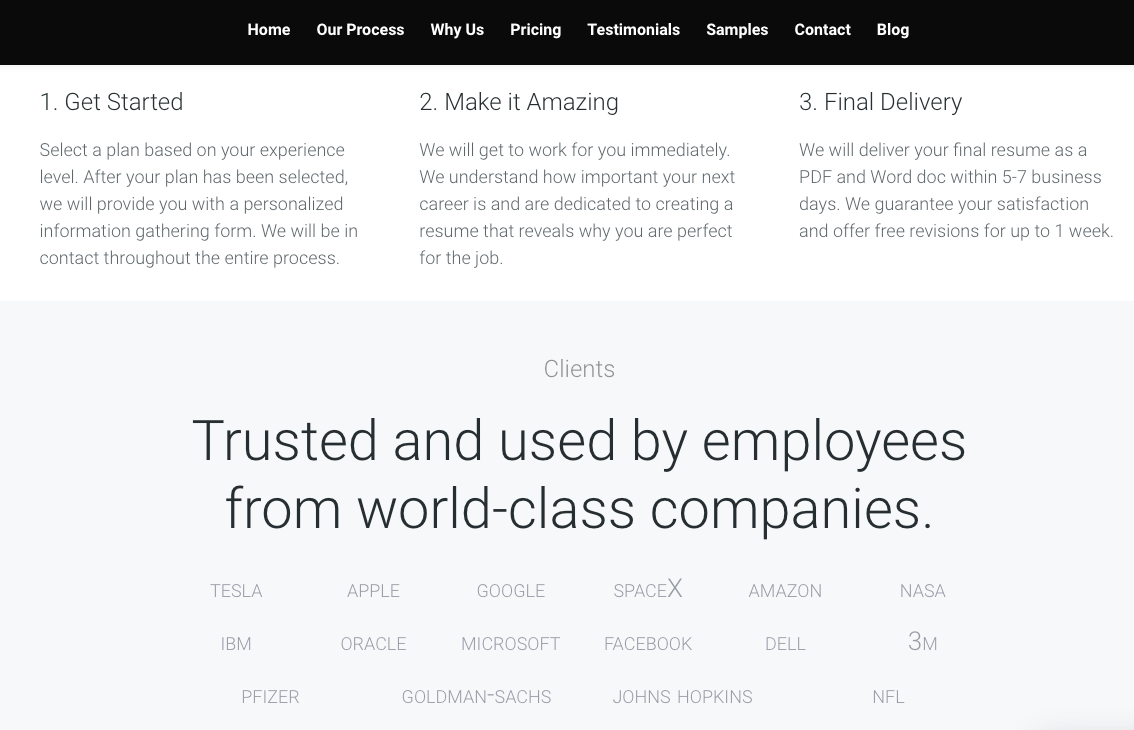 Home Our Process Why Us Pricing Testimonials Samples Contact Blog
1. Get Started
Select a plan based on your experience
level. After your plan has been selected,
we will provide you with a personalized
information gathering form. We will be in
contact throughout the entire process.
2. Make it Amazing
We will get to work for you immediately.
We understand how important your next
career is and are dedicated to creating a
resume that reveals why you are perfect
for the job.
3. Final Delivery
We will deliver your final resume as a
PDF and Word doc within 5-7 business
days. We guarantee your satisfaction
and offer free revisions for up to 1 week.
Clients
Trusted and used by employees
from world-class companies.
TESLA APPLE GOOGLE SPACEX AMAZON NASA
IBM ORACLE MICROSOFT FACEBOOK DELL 3M
PFIZER GOLDMAN-SACHS JOHNS HOPKINS NFL